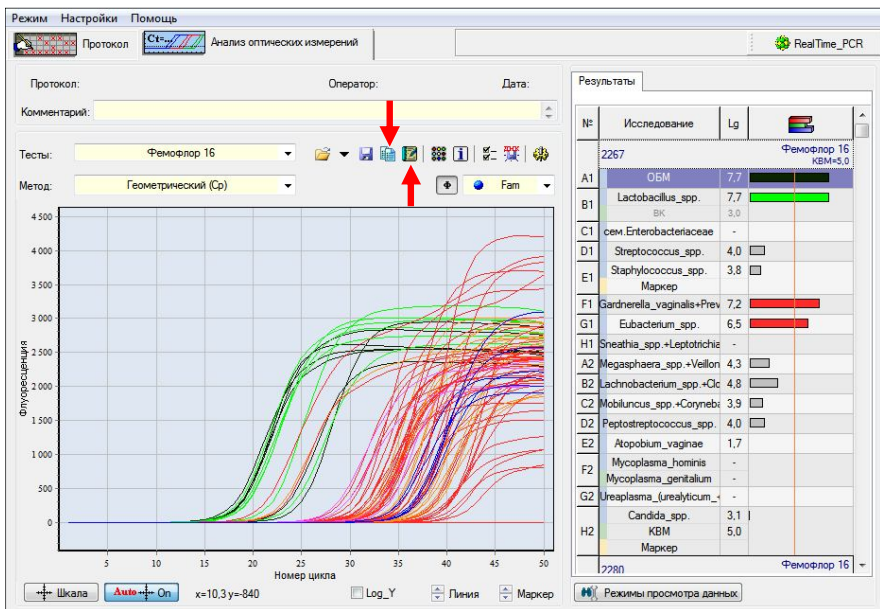 Режим Настройки Помощь
Протокол
Ct=...
Анализ оптических измерений
RealTime_PCR
Протокол: Оператор: Дата:
Комментарий:
Тесты: Фемофлор 16
Метод: Геометрический (Cp)
Ф Fam
4 500
4 000
3 500
3 000
2 500
2 000
1 500
1 000
500
0
Флуоресценция
5 10 15 20 25 30 35 40 45 50
Номер цикла
Шкала Auto On x=10,3 y=-840 Log_Y Линия Маркер
Результаты
№ Исследование Lg
2267 Фемофлор 16
КВМ=5,0
A1 ОБМ 7,7
B1 Lactobacillus_spp. 7,7
ВК 3,0
C1 сем.Enterobacteriaceae -
D1 Streptococcus_spp. 4,0
E1 Staphylococcus_spp. 3,8
Маркер
F1 Gardnerella_vaginalis+Prev 7,2
G1 Eubacterium_spp. 6,5
H1 Sneathia_spp.+Leptotrichia -
A2 Megasphaera_spp.+Veillon 4,3
B2 Lachnobacterium_spp.+Clo 4,8
C2 Mobiluncus_spp.+Coryneba 3,9
D2 Peptostreptococcus_spp. 4,0
E2 Atopobium_vaginae 1,7
F2 Mycoplasma_hominis -
Mycoplasma_genitalium -
G2 Ureaplasma_(urealyticum_+ -
H2 Candida_spp. 3,1
КВМ 5,0
Маркер
2280 Фемофлор 16
Режимы просмотра данных